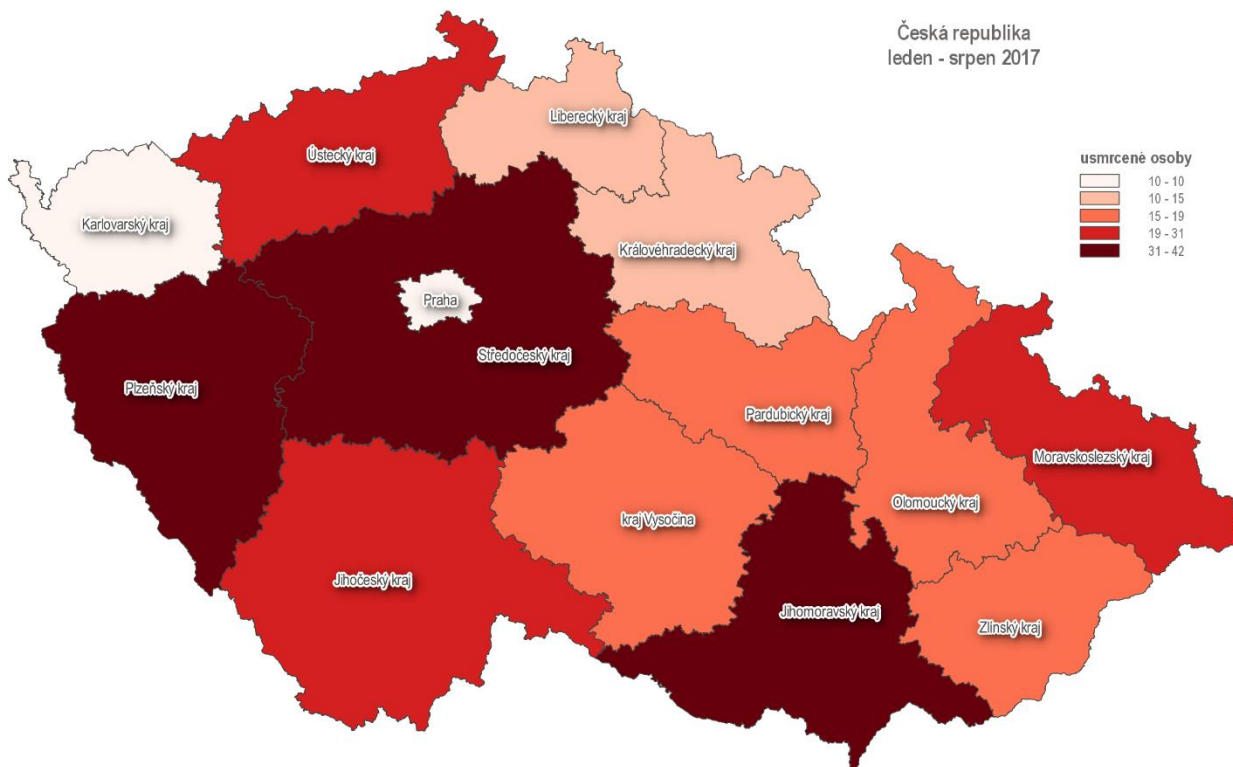 Česká republika
leden - srpen 2017
usmrcené osoby
10 - 10
10 - 15
15 - 19
19 - 31
31 - 42
Liberecký kraj
Ústecký kraj
Karlovarský kraj
Královéhradecký kraj
Praha
Středočeský kraj
Plzeňský kraj
Pardubický kraj
Moravskoslezský kraj
Olomoucký kraj
kraj Vysočina
Jihočeský kraj
Jihomoravský kraj
Zlínský kraj